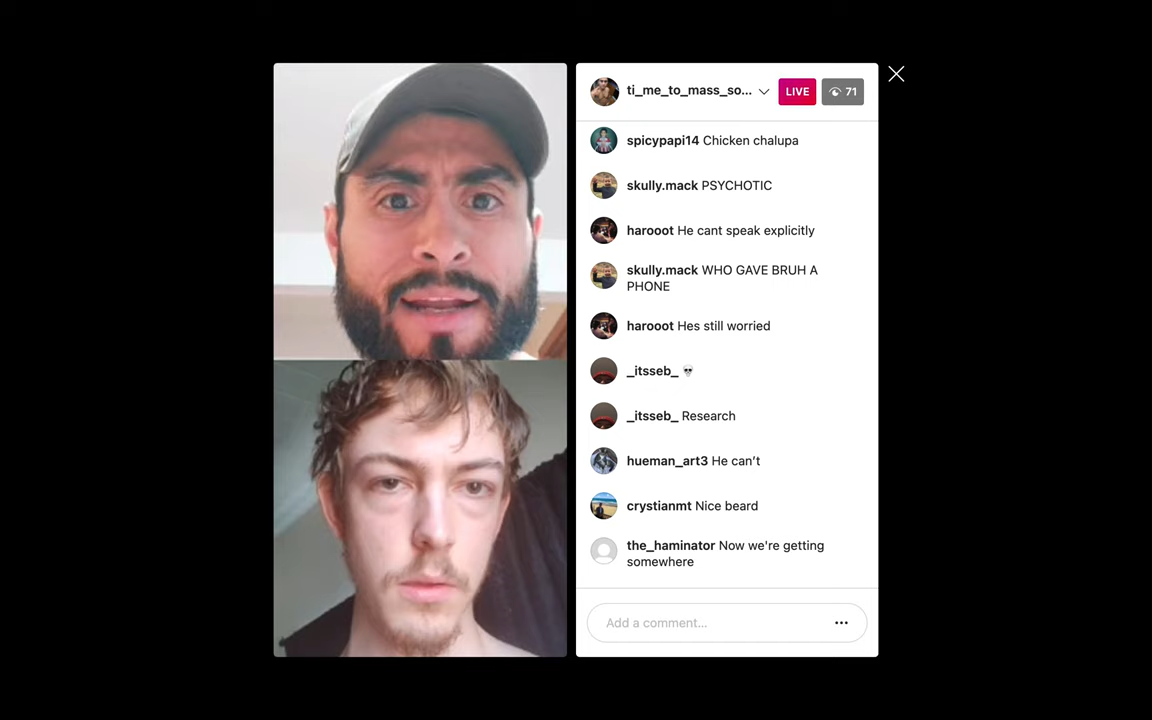 ti_me_to_mass_so...
LIVE
71
spicypapi14 Chicken chalupa
skully.mack PSYCHOTIC
harooot He cant speak explicitly
skully.mack WHO GAVE BRUH A
PHONE
harooot Hes still worried
_itsseb_ 💀
_itsseb_ Research
hueman_art3 He can’t
crystianmt Nice beard
the_haminator Now we're getting
somewhere
Add a comment...